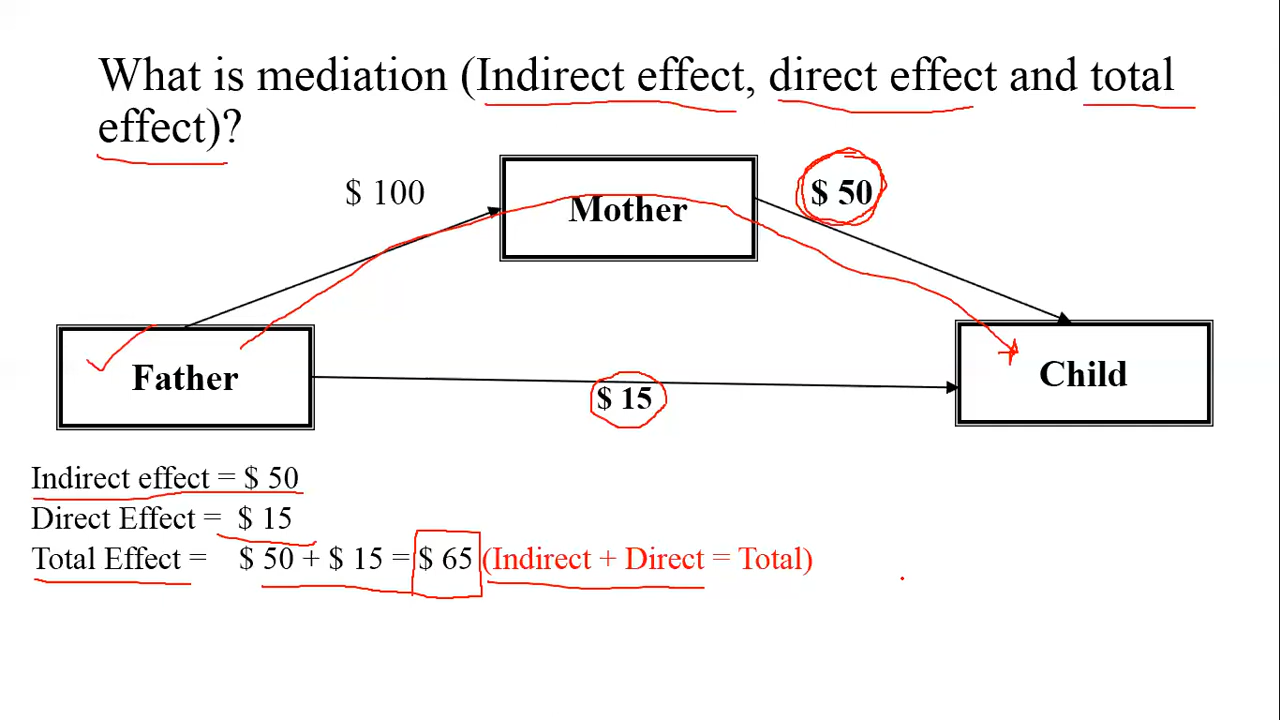 What is mediation (Indirect effect, direct effect and total
effect)?
$ 100
Mother
$ 50
Father
$ 15
Child
Indirect effect = $ 50
Direct Effect = $ 15
Total Effect = $ 50 + $ 15 = $ 65 (Indirect + Direct = Total)